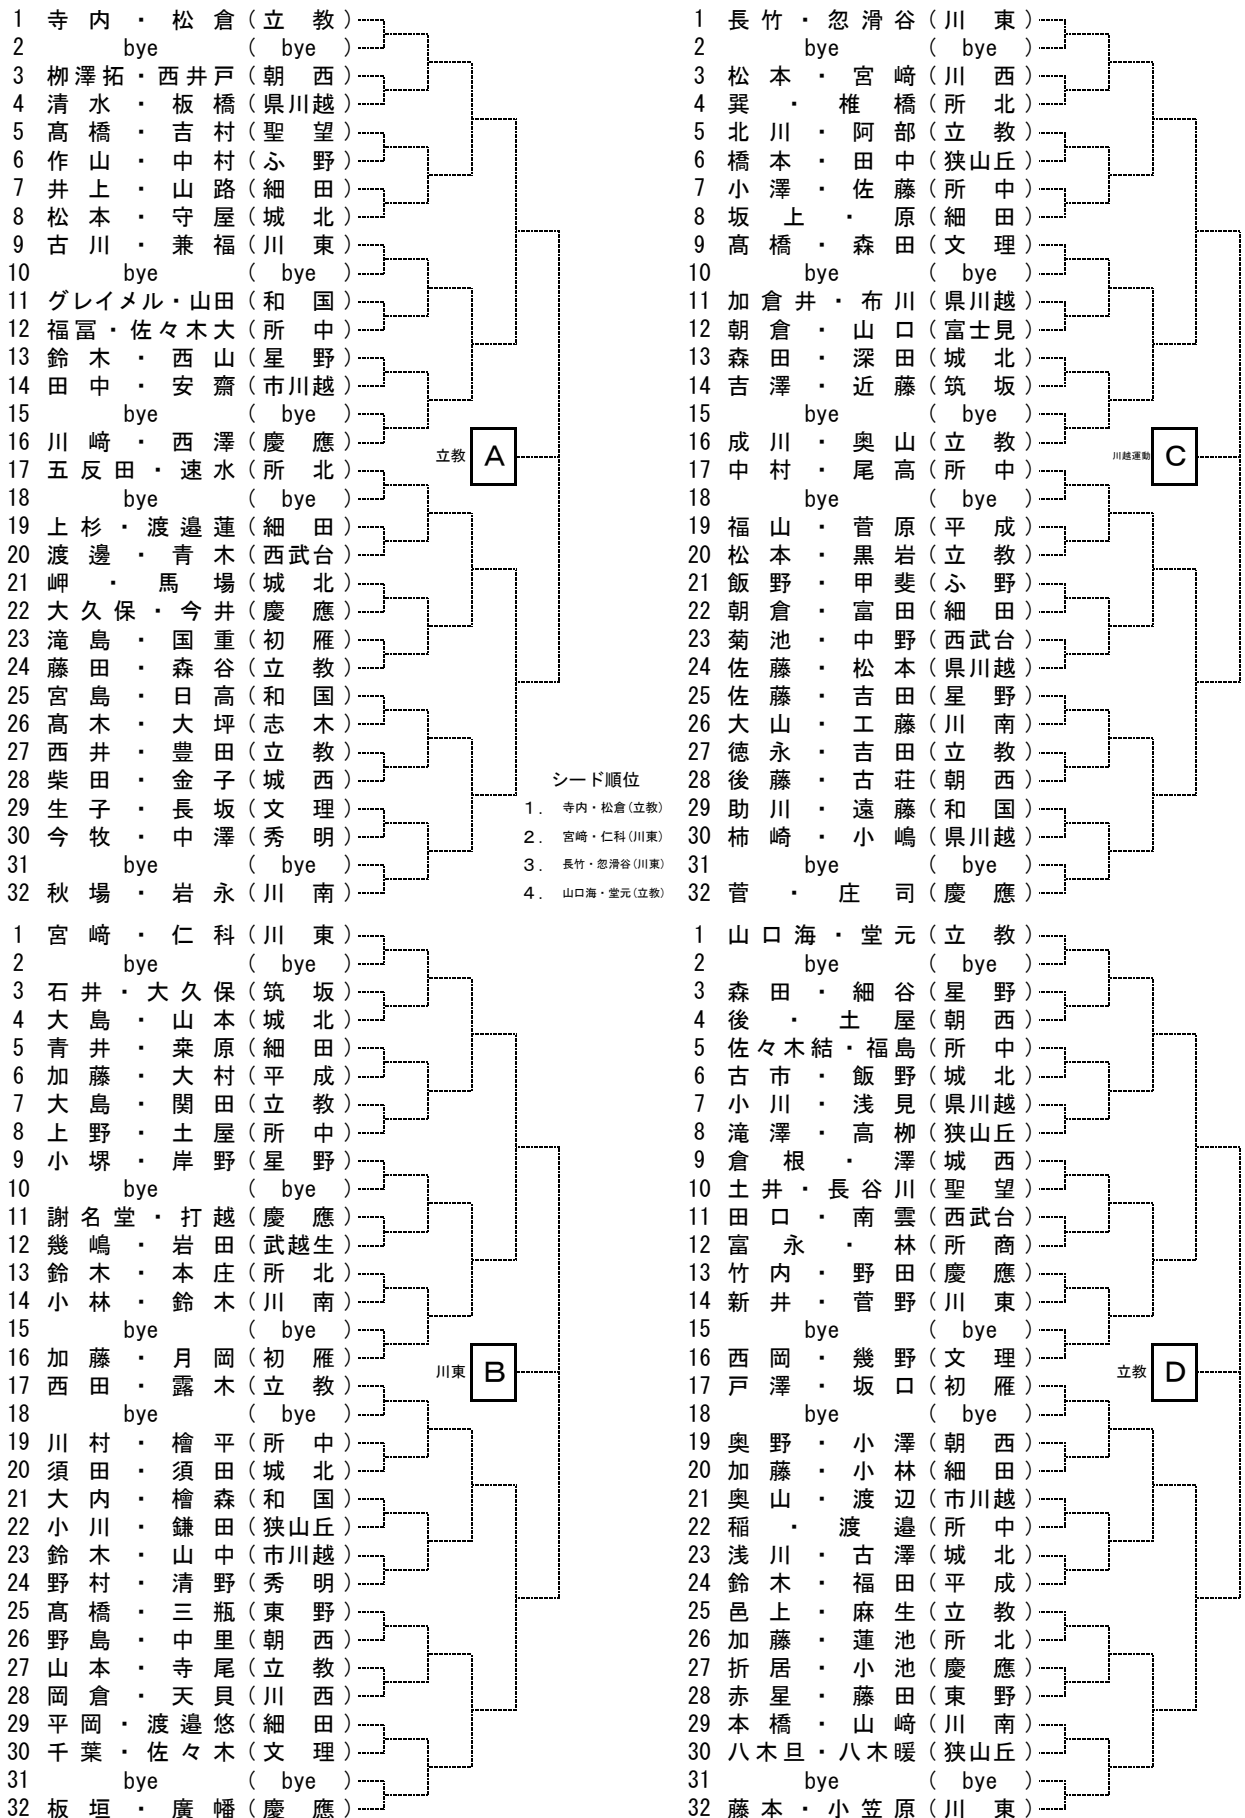 1 寺内・松倉(立教)
2 bye (bye)
3 栁澤拓・西井戸(朝西)
4 清水・板橋(県川越)
5 髙橋・吉村(聖望)
6 作山・中村(ふ野)
7 井上・山路(細田)
8 松本・守屋(城北)
9 古川・兼福(川東)
10 bye (bye)
11 グレイメル・山田(和国)
12 福冨・佐々木大(所中)
13 鈴木・西山(星野)
14 田中・安齋(市川越)
15 bye (bye)
16 川﨑・西澤(慶應)
17 五反田・速水(所北)
18 bye (bye)
19 上杉・渡邉蓮(細田)
20 渡邊・青木(西武台)
21 岬・馬場(城北)
22 大久保・今井(慶應)
23 滝島・国重(初雁)
24 藤田・森谷(立教)
25 宮島・日高(和国)
26 髙木・大坪(志木)
27 西井・豊田(立教)
28 柴田・金子(城西)
29 生子・長坂(文理)
30 今牧・中澤(秀明)
31 bye (bye)
32 秋場・岩永(川南)
立教 A
シード順位
1. 寺内・松倉(立教)
2. 宮﨑・仁科(川東)
3. 長竹・忽滑谷(川東)
4. 山口海・堂元(立教)
1 長竹・忽滑谷(川東)
2 bye (bye)
3 松本・宮﨑(川西)
4 巽・椎橋(所北)
5 北川・阿部(立教)
6 橋本・田中(狭山丘)
7 小澤・佐藤(所中)
8 坂上・原(細田)
9 髙橋・森田(文理)
10 bye (bye)
11 加倉井・布川(県川越)
12 朝倉・山口(富士見)
13 森田・深田(城北)
14 吉澤・近藤(筑坂)
15 bye (bye)
16 成川・奥山(立教)
17 中村・尾高(所中)
18 bye (bye)
19 福山・菅原(平成)
20 松本・黒岩(立教)
21 飯野・甲斐(ふ野)
22 朝倉・富田(細田)
23 菊池・中野(西武台)
24 佐藤・松本(県川越)
25 佐藤・吉田(星野)
26 大山・工藤(川南)
27 徳永・吉田(立教)
28 後藤・古荘(朝西)
29 助川・遠藤(和国)
30 柿崎・小嶋(県川越)
31 bye (bye)
32 菅・庄司(慶應)
川越運動 C
1 宮﨑・仁科(川東)
2 bye (bye)
3 石井・大久保(筑坂)
4 大島・山本(城北)
5 青井・桒原(細田)
6 加藤・大村(平成)
7 大島・関田(立教)
8 上野・土屋(所中)
9 小堺・岸野(星野)
10 bye (bye)
11 謝名堂・打越(慶應)
12 幾嶋・岩田(武越生)
13 鈴木・本庄(所北)
14 小林・鈴木(川南)
15 bye (bye)
16 加藤・月岡(初雁)
17 西田・露木(立教)
18 bye (bye)
19 川村・檜平(所中)
20 須田・須田(城北)
21 大内・檜森(和国)
22 小川・鎌田(狭山丘)
23 鈴木・山中(市川越)
24 野村・清野(秀明)
25 髙橋・三瓶(東野)
26 野島・中里(朝西)
27 山本・寺尾(立教)
28 岡倉・天貝(川西)
29 平岡・渡邉悠(細田)
30 千葉・佐々木(文理)
31 bye (bye)
32 板垣・廣幡(慶應)
川東 B
1 山口海・堂元(立教)
2 bye (bye)
3 森田・細谷(星野)
4 後・土屋(朝西)
5 佐々木結・福島(所中)
6 古市・飯野(城北)
7 小川・浅見(県川越)
8 滝澤・高栁(狭山丘)
9 倉根・澤(城西)
10 土井・長谷川(聖望)
11 田口・南雲(西武台)
12 富永・林(所商)
13 竹内・野田(慶應)
14 新井・菅野(川東)
15 bye (bye)
16 西岡・幾野(文理)
17 戸澤・坂口(初雁)
18 bye (bye)
19 奥野・小澤(朝西)
20 加藤・小林(細田)
21 奥山・渡辺(市川越)
22 稲・渡邉(所中)
23 浅川・古澤(城北)
24 鈴木・福田(平成)
25 邑上・麻生(立教)
26 加藤・蓮池(所北)
27 折居・小池(慶應)
28 赤星・藤田(東野)
29 本橋・山﨑(川南)
30 八木旦・八木暖(狭山丘)
31 bye (bye)
32 藤本・小笠原(川東)
立教 D